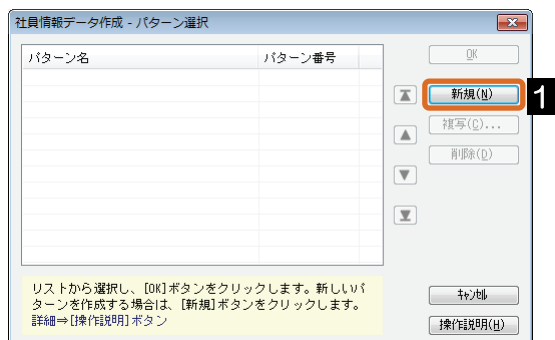 社員情報データ作成 - パターン選択
パターン名 パターン番号
OK
新規(N)
1
複写(C)...
削除(D)
リストから選択し、[OK]ボタンをクリックします。新しいパ
ターンを作成する場合は、[新規]ボタンをクリックします。
詳細⇒[操作説明]ボタン
キャンセル
操作説明(H)